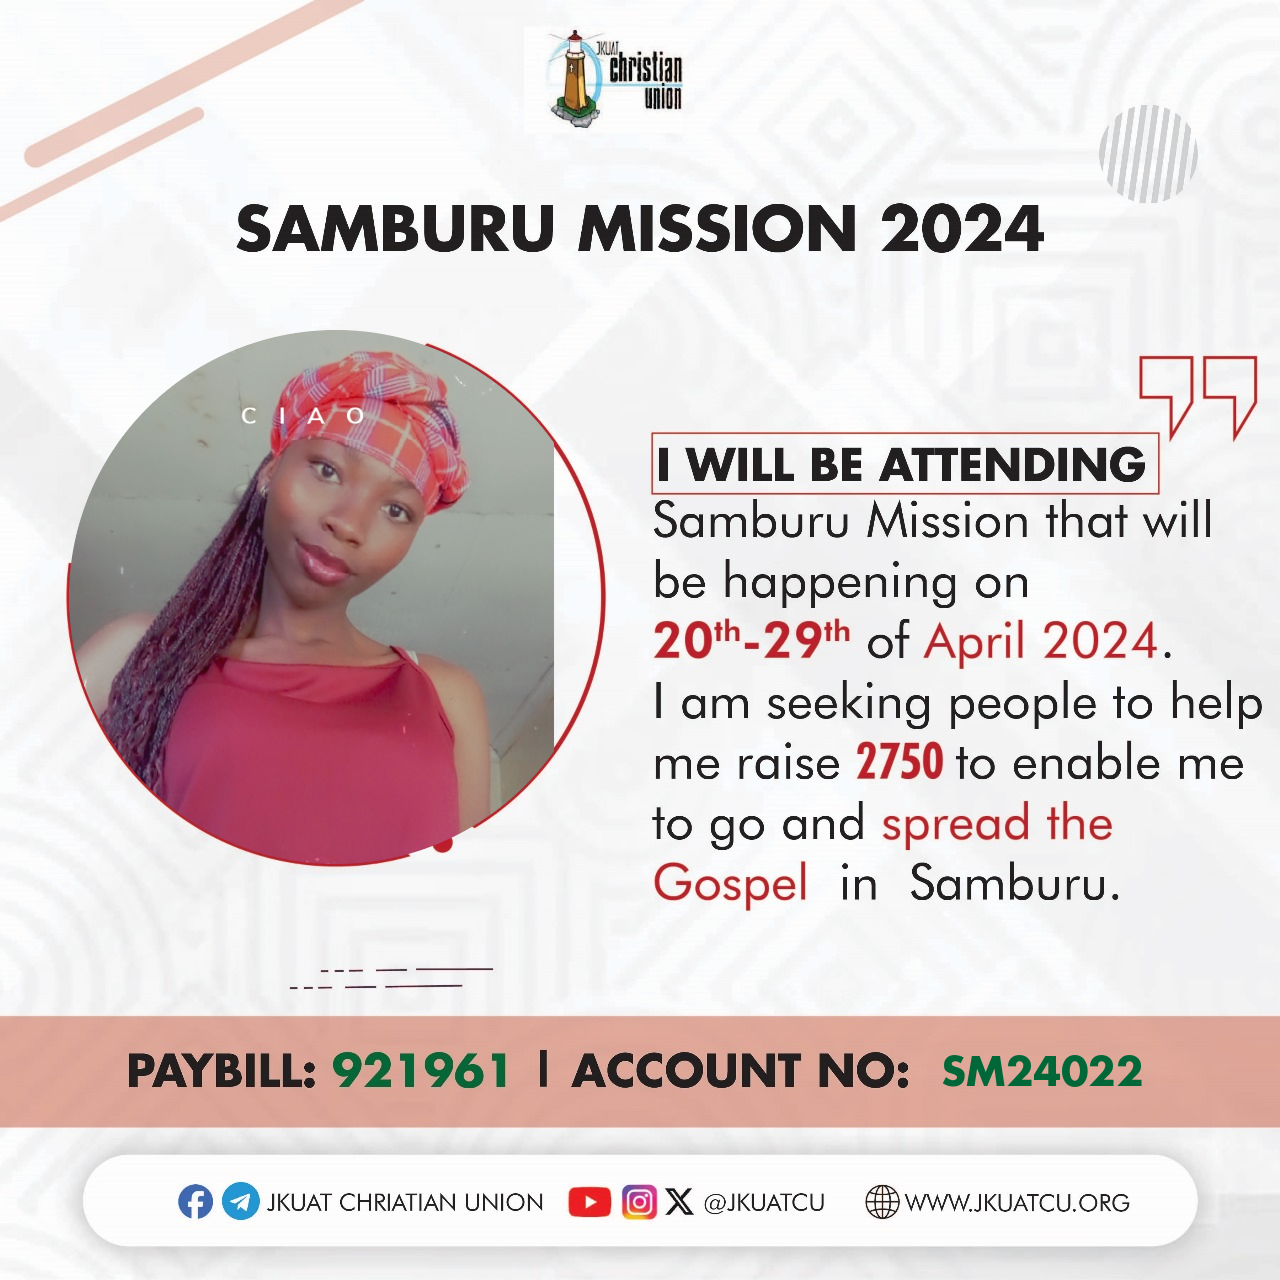 JKUAT
christian
union
SAMBURU MISSION 2024
C I A O
I WILL BE ATTENDING
Samburu Mission that will
be happening on
20th-29th of April 2024.
I am seeking people to help
me raise 2750 to enable me
to go and spread the
Gospel in Samburu.
PAYBILL: 921961 | ACCOUNT NO: SM24022
JKUAT CHRIATIAN UNION @JKUATCU WWW.JKUATCU.ORG